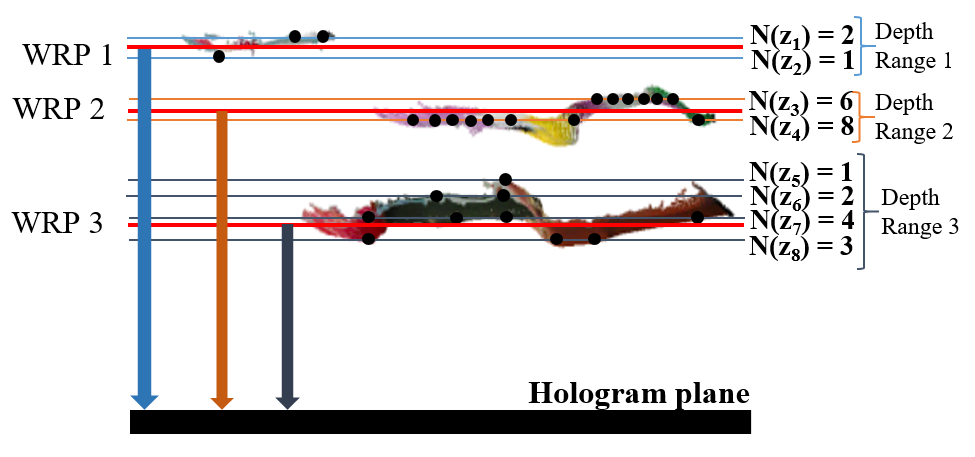 WRP 1
N(z₁) = 2
N(z₂) = 1
Depth
Range 1
WRP 2
N(z₃) = 6
N(z₄) = 8
Depth
Range 2
WRP 3
N(z₅) = 1
N(z₆) = 2
N(z₇) = 4
N(z₈) = 3
Depth
Range 3
Hologram plane